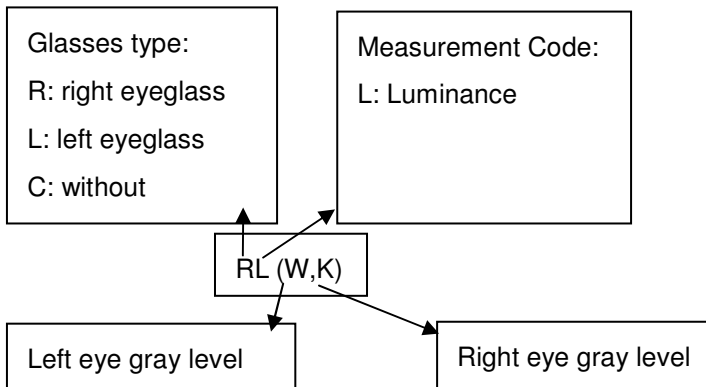 Glasses type:
R: right eyeglass
L: left eyeglass
C: without
Measurement Code:
L: Luminance
RL (W,K)
Left eye gray level
Right eye gray level